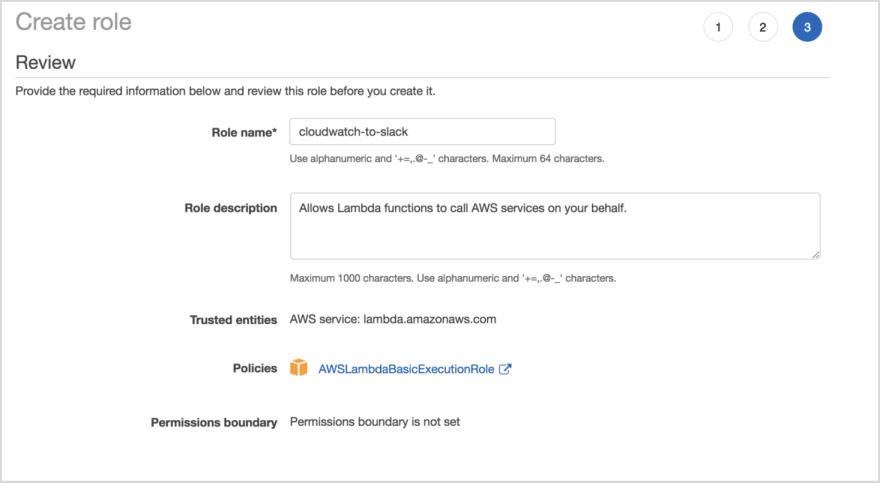 Create role
1
2
3
Review
Provide the required information below and review this role before you create it.
Role name*
cloudwatch-to-slack
Use alphanumeric and '+=,.@-_' characters. Maximum 64 characters.
Role description
Allows Lambda functions to call AWS services on your behalf.
Maximum 1000 characters. Use alphanumeric and '+=,.@-_' characters.
Trusted entities
AWS service: lambda.amazonaws.com
Policies
AWSLambdaBasicExecutionRole
Permissions boundary
Permissions boundary is not set